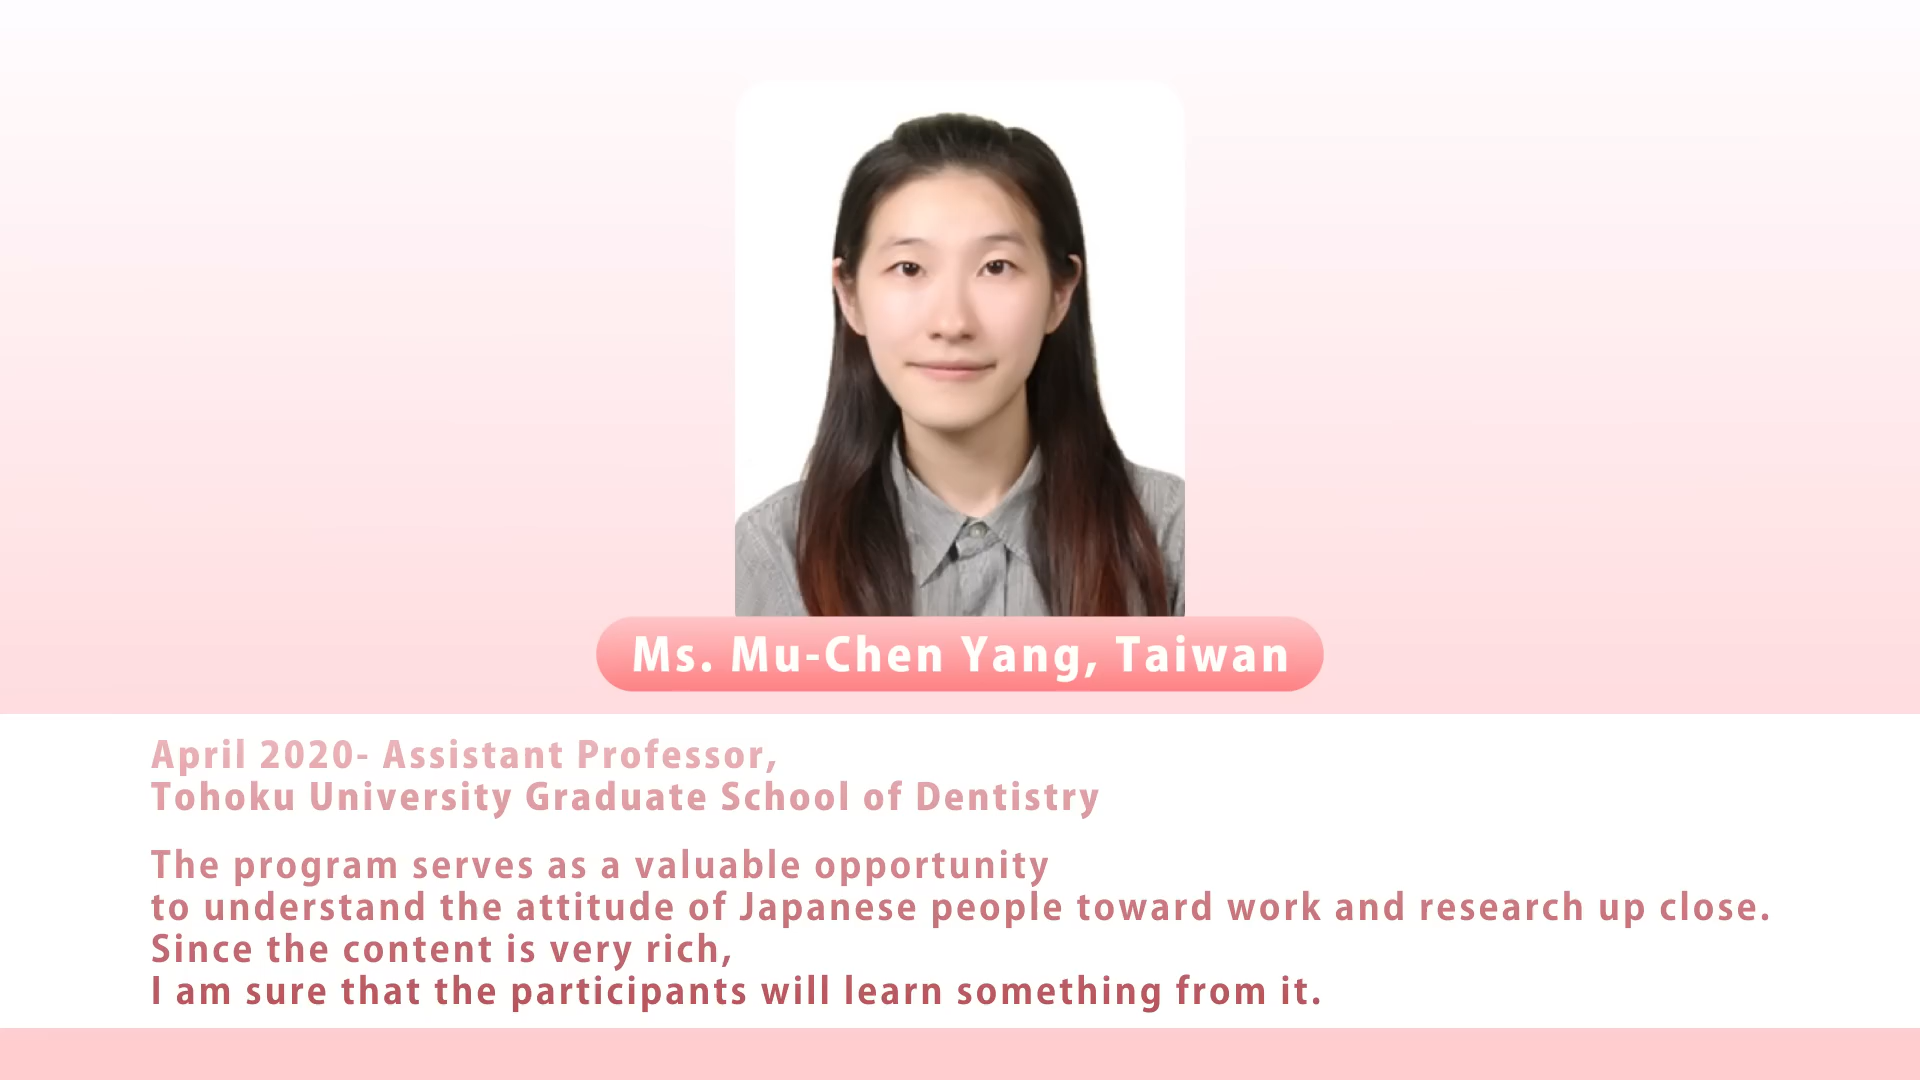 Ms. Mu-Chen Yang, Taiwan
April 2020- Assistant Professor,
Tohoku University Graduate School of Dentistry
The program serves as a valuable opportunity
to understand the attitude of Japanese people toward work and research up close.
Since the content is very rich,
I am sure that the participants will learn something from it.